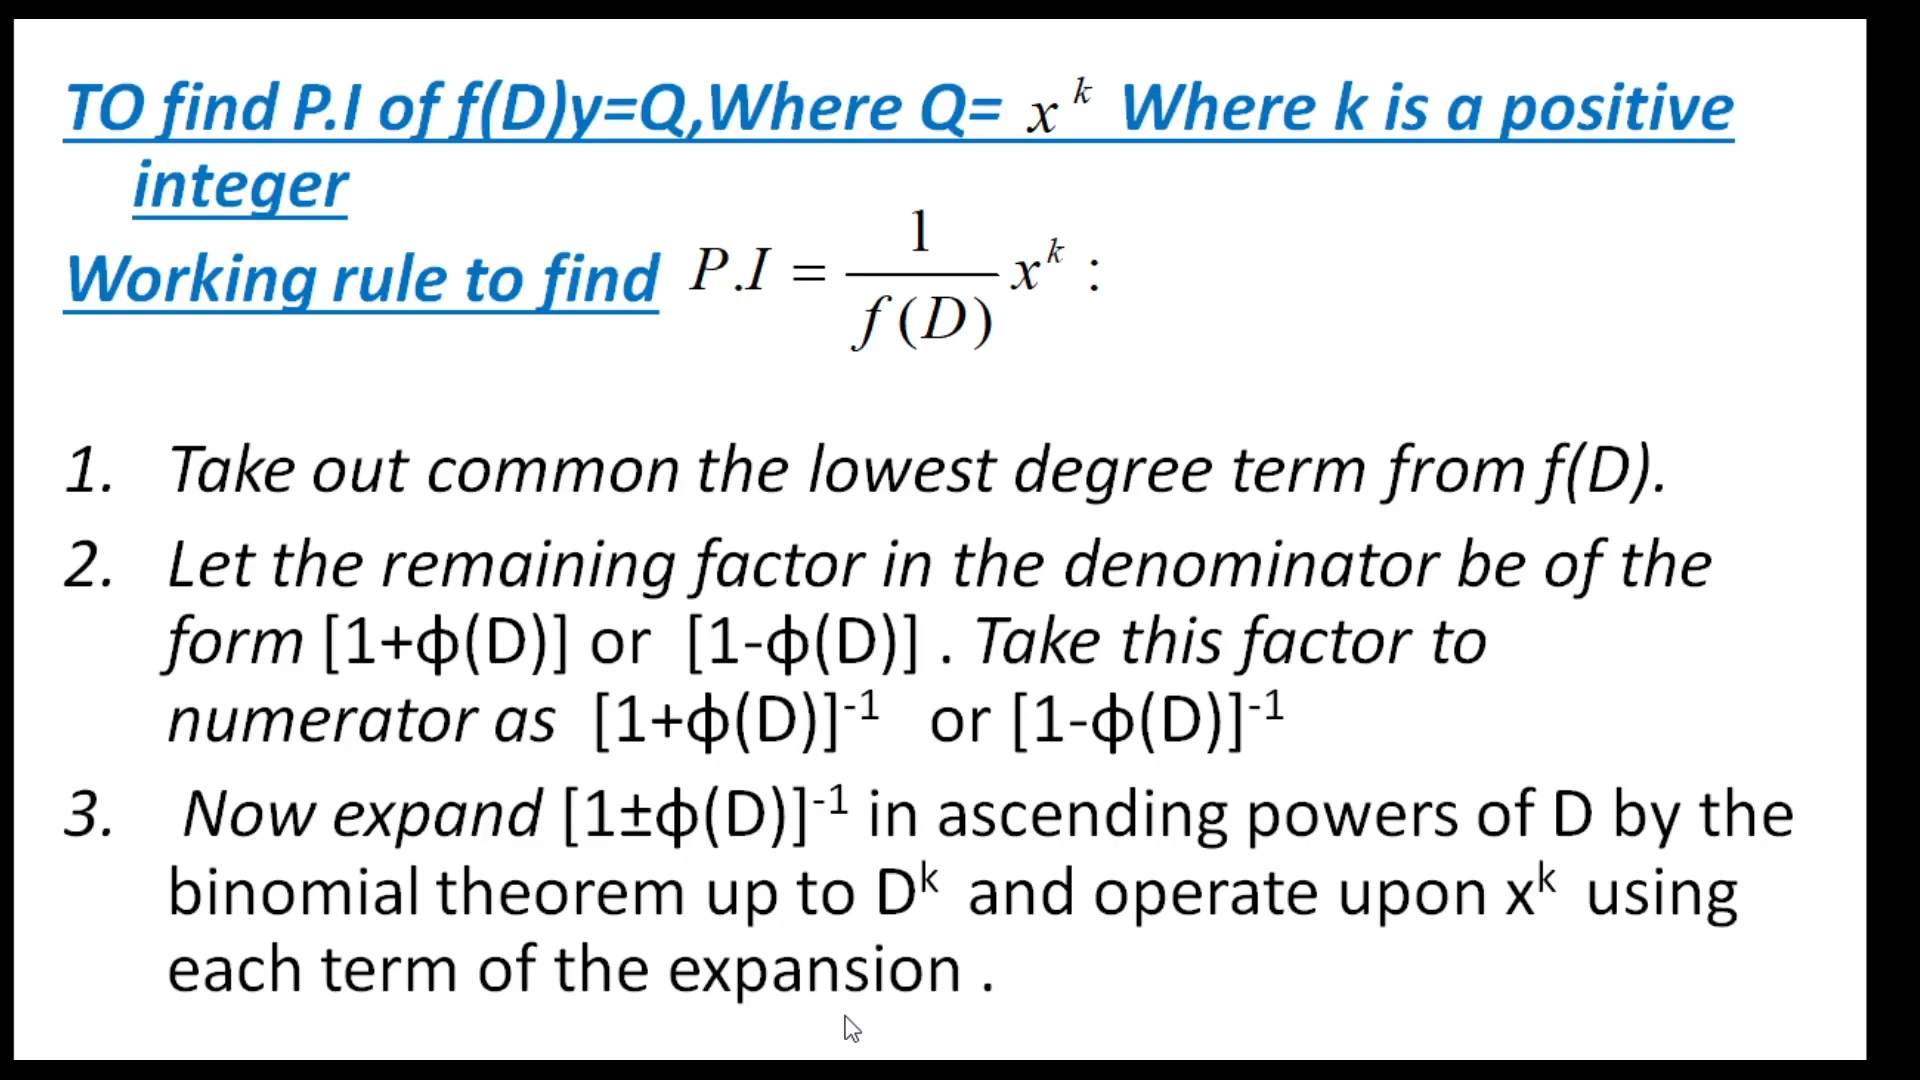 TO find P.I of f(D)y=Q,Where Q= x^k Where k is a positive
integer
Working rule to find P.I = 1/f(D) x^k :
1. Take out common the lowest degree term from f(D).
2. Let the remaining factor in the denominator be of the
form [1+ϕ(D)] or [1-ϕ(D)] . Take this factor to
numerator as [1+ϕ(D)]⁻¹ or [1-ϕ(D)]⁻¹
3. Now expand [1±ϕ(D)]⁻¹ in ascending powers of D by the
binomial theorem up to Dᵏ and operate upon xᵏ using
each term of the expansion .